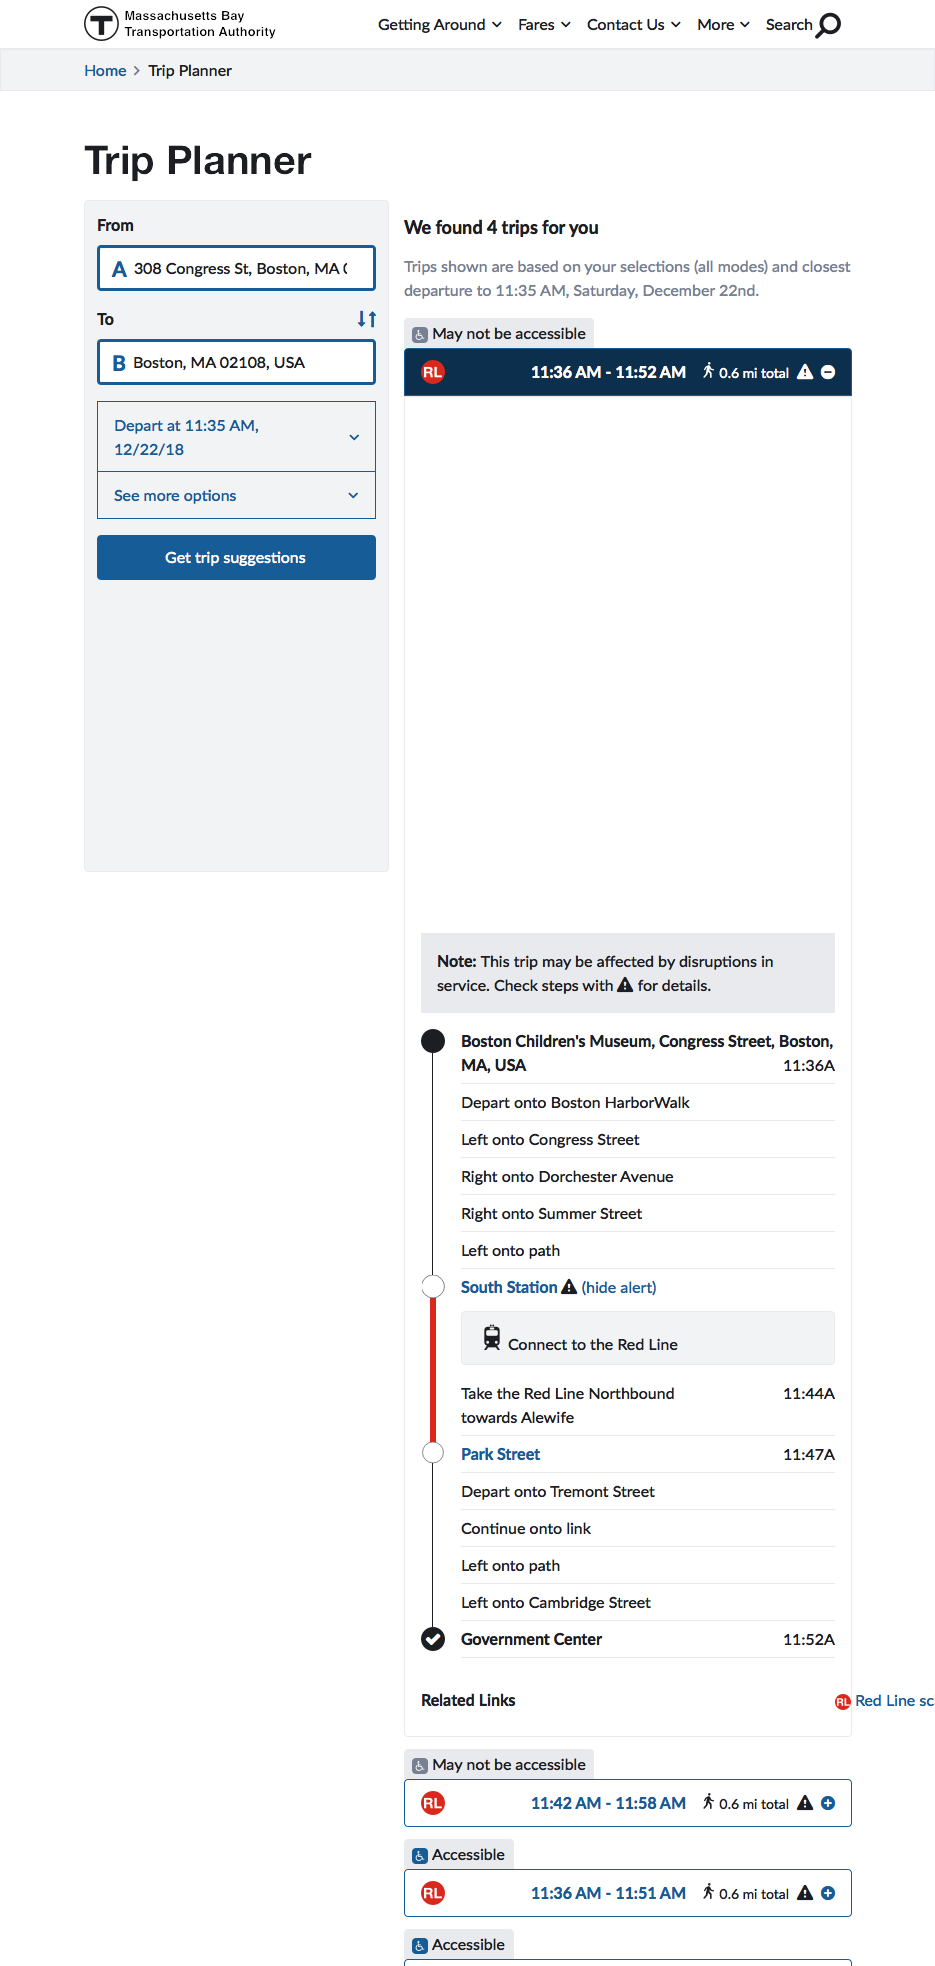 Massachusetts Bay
Transportation Authority
Getting Around Fares Contact Us More Search
Home > Trip Planner
Trip Planner
From
A 308 Congress St, Boston, MA
To
B Boston, MA 02108, USA
Depart at 11:35 AM,
12/22/18
See more options
Get trip suggestions
We found 4 trips for you
Trips shown are based on your selections (all modes) and closest
departure to 11:35 AM, Saturday, December 22nd.
May not be accessible
RL 11:36 AM - 11:52 AM 0.6 mi total
Note: This trip may be affected by disruptions in
service. Check steps with for details.
Boston Children's Museum, Congress Street, Boston,
MA, USA 11:36A
Depart onto Boston HarborWalk
Left onto Congress Street
Right onto Dorchester Avenue
Right onto Summer Street
Left onto path
South Station (hide alert)
Connect to the Red Line
Take the Red Line Northbound 11:44A
towards Alewife
Park Street 11:47A
Depart onto Tremont Street
Continue onto link
Left onto path
Left onto Cambridge Street
Government Center 11:52A
Related Links RL Red Line sc
May not be accessible
RL 11:42 AM - 11:58 AM 0.6 mi total
Accessible
RL 11:36 AM - 11:51 AM 0.6 mi total
Accessible